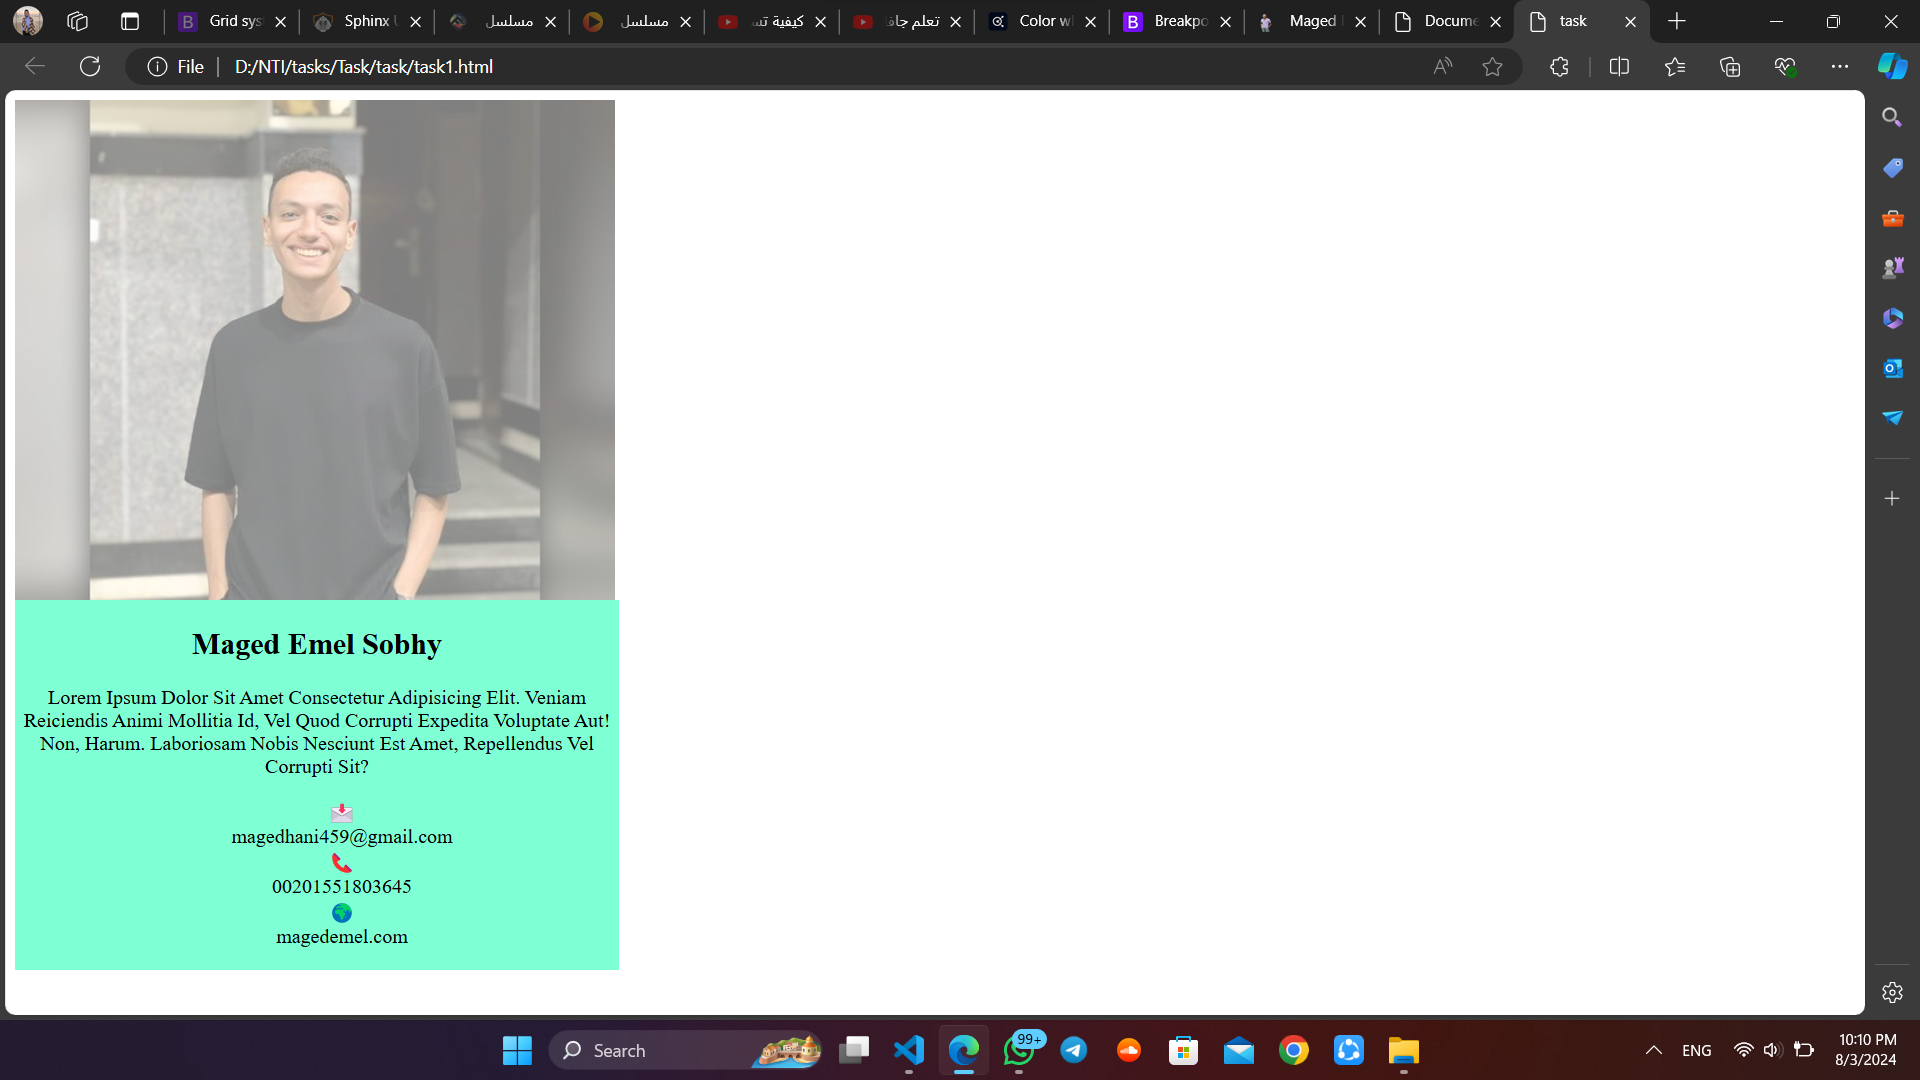 Grid sys
Sphinx U
مسلسل
مسلسل
كيفية تس
تعلم جافا
Color wh
Breakpo
Maged
Docume
task
File
D:/NTI/tasks/Task/task/task1.html
Maged Emel Sobhy
Lorem Ipsum Dolor Sit Amet Consectetur Adipisicing Elit. Veniam
Reiciendis Animi Mollitia Id, Vel Quod Corrupti Expedita Voluptate Aut!
Non, Harum. Laboriosam Nobis Nesciunt Est Amet, Repellendus Vel
Corrupti Sit?
magedhani459@gmail.com
00201551803645
magedemel.com
Search
99+
ENG
10:10 PM
8/3/2024